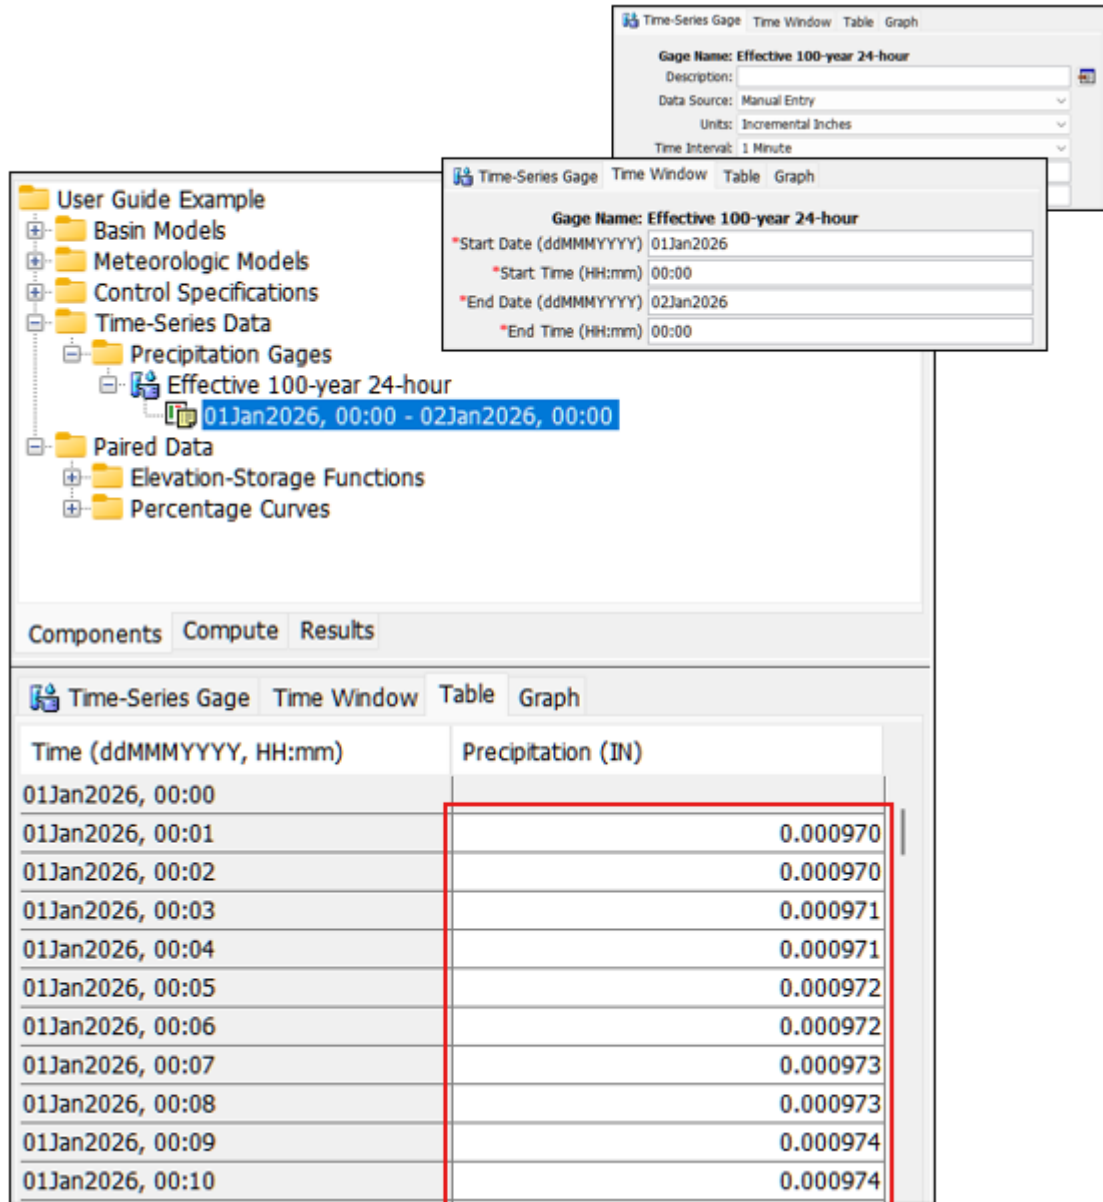 Time-Series Gage Time Window Table Graph
Gage Name: Effective 100-year 24-hour
Description:
Data Source: Manual Entry
Units: Incremental Inches
Time Interval: 1 Minute
Time-Series Gage Time Window Table Graph
Gage Name: Effective 100-year 24-hour
*Start Date (ddMMMYYYY) 01Jan2026
*Start Time (HH:mm) 00:00
*End Date (ddMMMYYYY) 02Jan2026
*End Time (HH:mm) 00:00
User Guide Example
Basin Models
Meteorologic Models
Control Specifications
Time-Series Data
Precipitation Gages
Effective 100-year 24-hour
01Jan2026, 00:00 - 02Jan2026, 00:00
Paired Data
Elevation-Storage Functions
Percentage Curves
Components Compute Results
Time-Series Gage Time Window Table Graph
Time (ddMMMYYYY, HH:mm) Precipitation (IN)
01Jan2026, 00:00
01Jan2026, 00:01 0.000970
01Jan2026, 00:02 0.000970
01Jan2026, 00:03 0.000971
01Jan2026, 00:04 0.000971
01Jan2026, 00:05 0.000972
01Jan2026, 00:06 0.000972
01Jan2026, 00:07 0.000973
01Jan2026, 00:08 0.000973
01Jan2026, 00:09 0.000974
01Jan2026, 00:10 0.000974